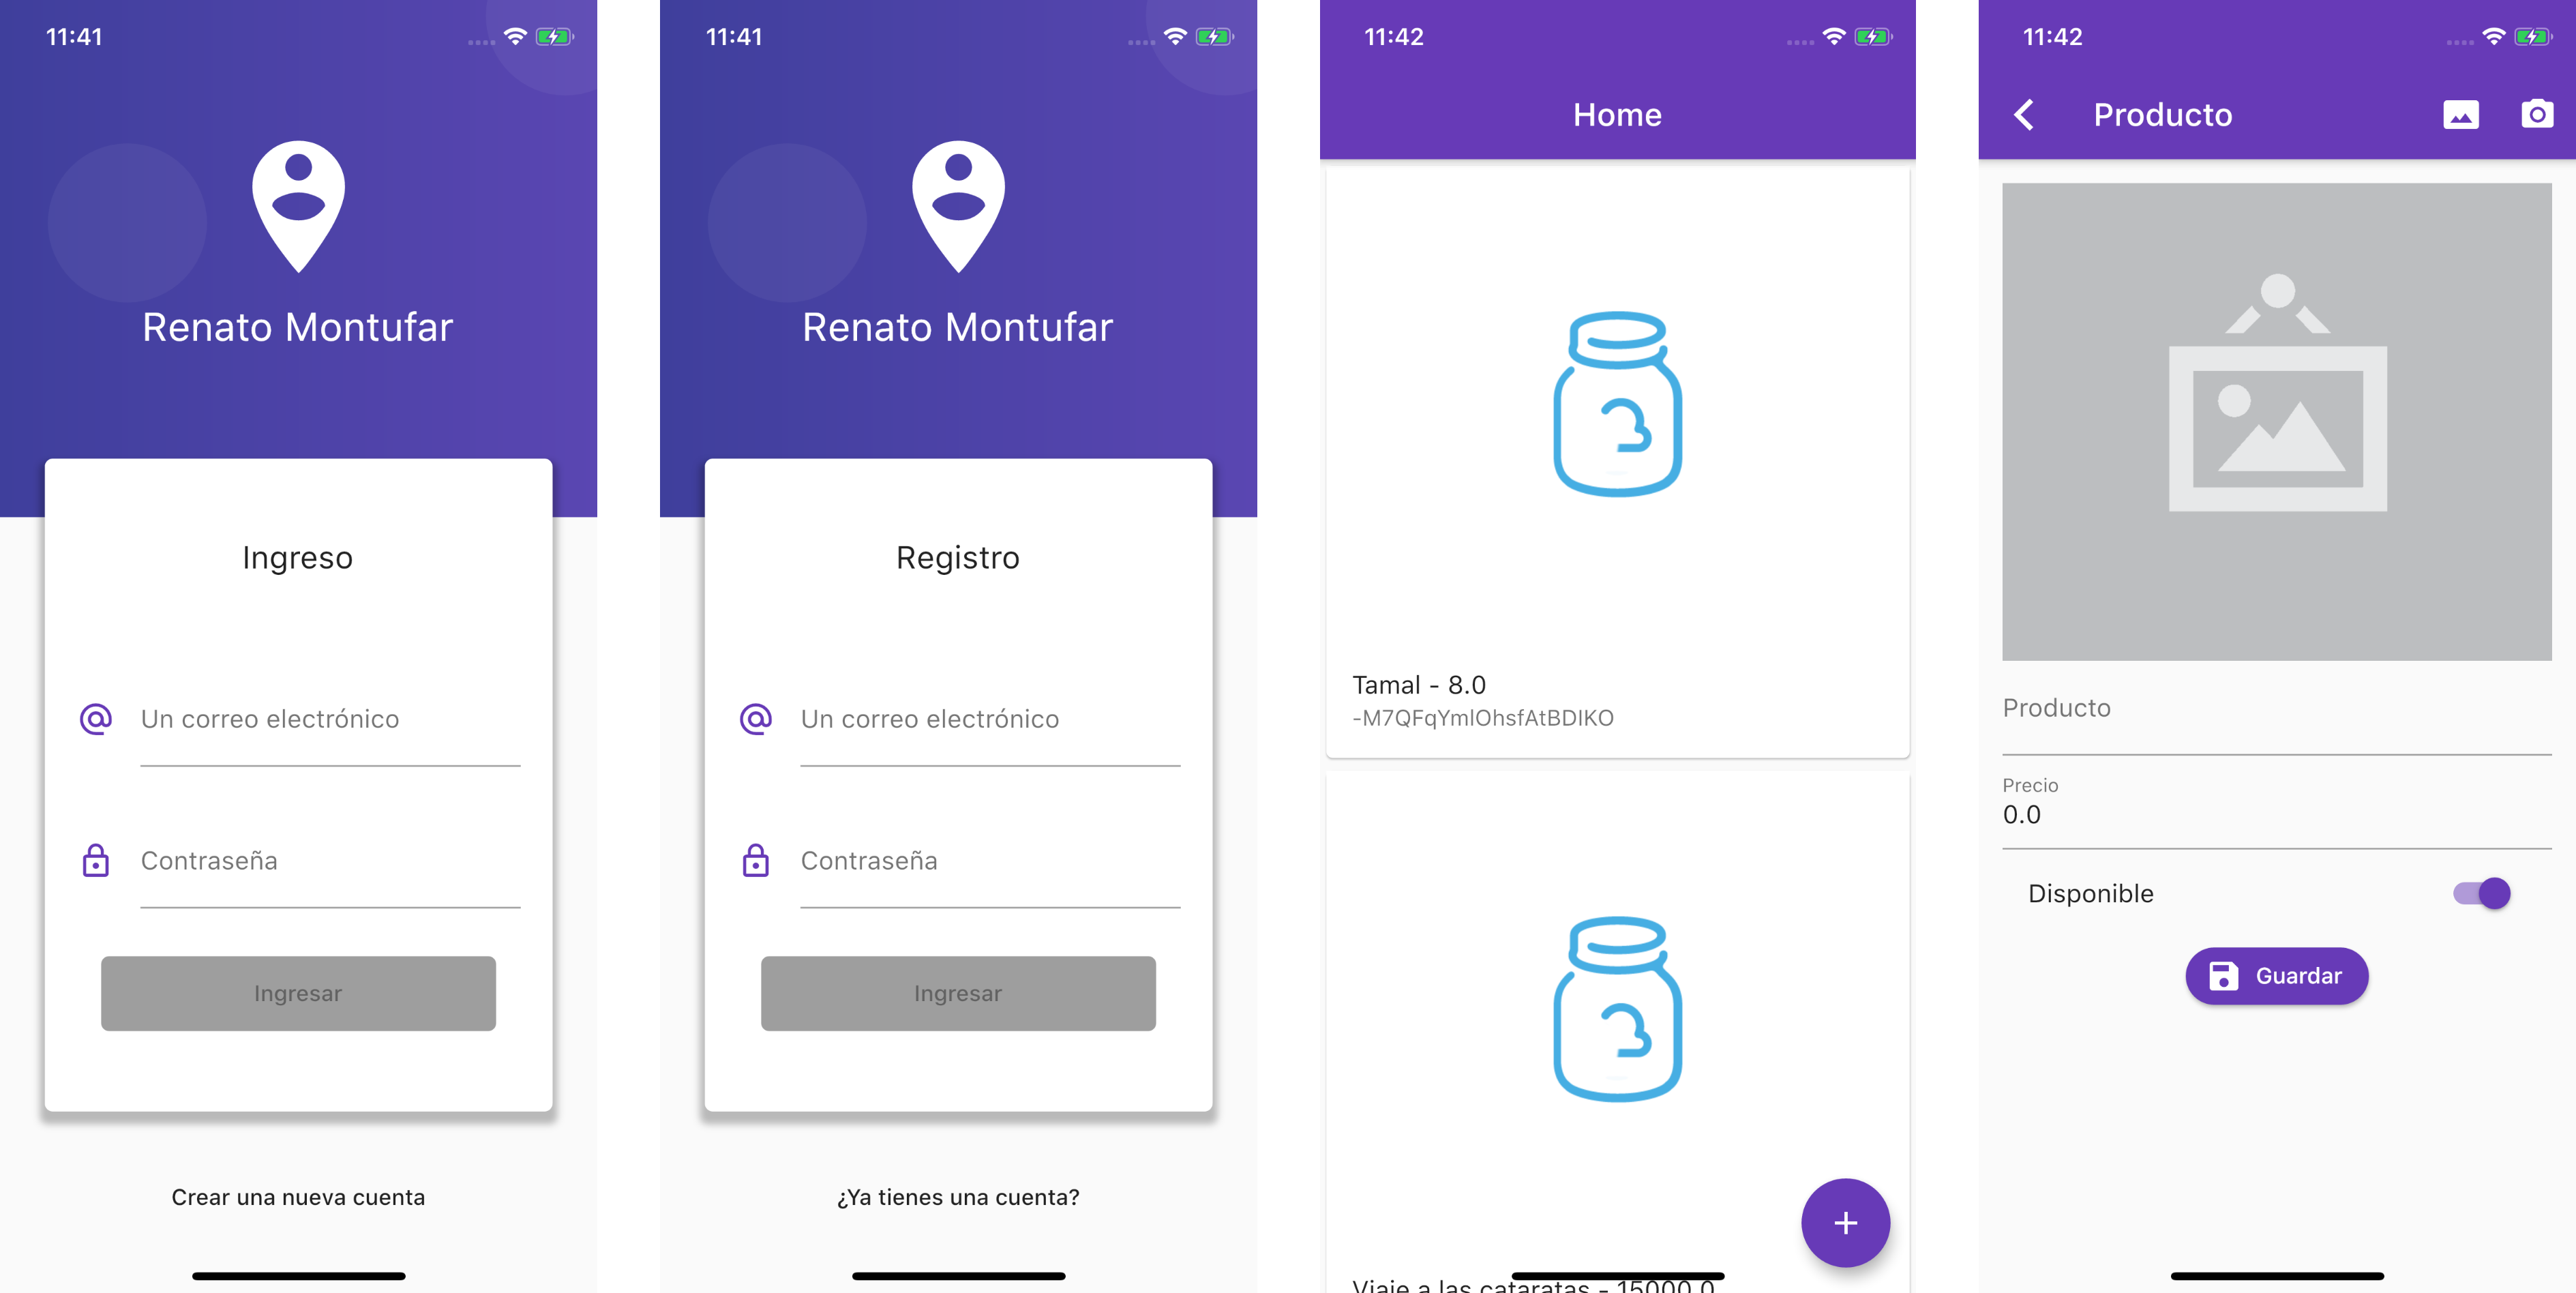 11:41
Renato Montufar
Ingreso
Un correo electrónico
Contraseña
Ingresar
Crear una nueva cuenta
11:41
Renato Montufar
Registro
Un correo electrónico
Contraseña
Ingresar
¿Ya tienes una cuenta?
11:42
Home
Tamal - 8.0
-M7QFqYmlOhsfAtBDIKO
Viaje a las cataratas - 15000.0
11:42
Producto
Producto
Precio
0.0
Disponible
Guardar